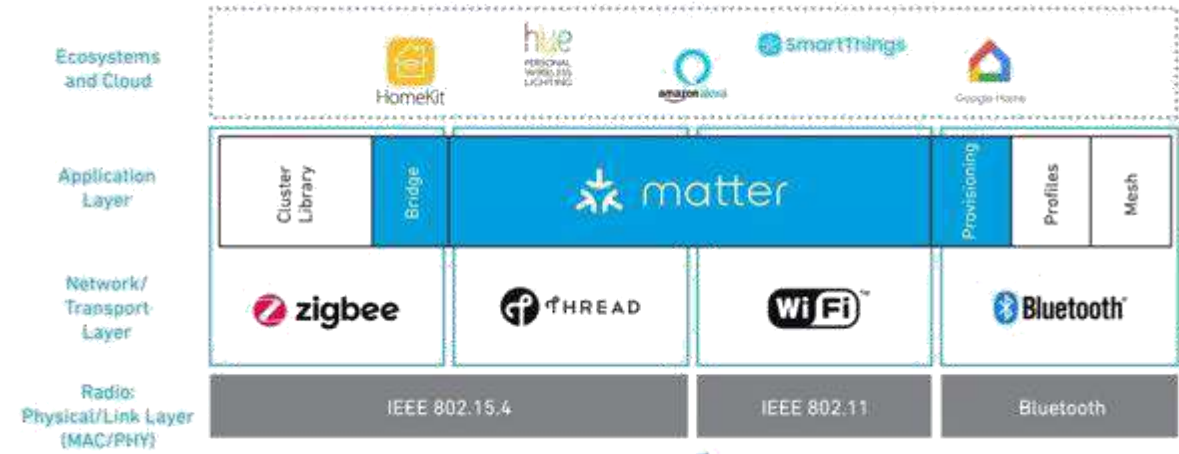 Ecosystems
and Cloud
HomeKit
hue
PERSONAL
WIRELESS
LIGHTING
amazon alexa
SmartThings
Google Home
Application
Layer
Cluster
Library
Bridge
matter
Provisioning
Profiles
Mesh
Network/
Transport
Layer
zigbee
THREAD
WiFi™
Bluetooth®
Radio:
Physical/Link Layer
(MAC/PHY)
IEEE 802.15.4
IEEE 802.11
Bluetooth